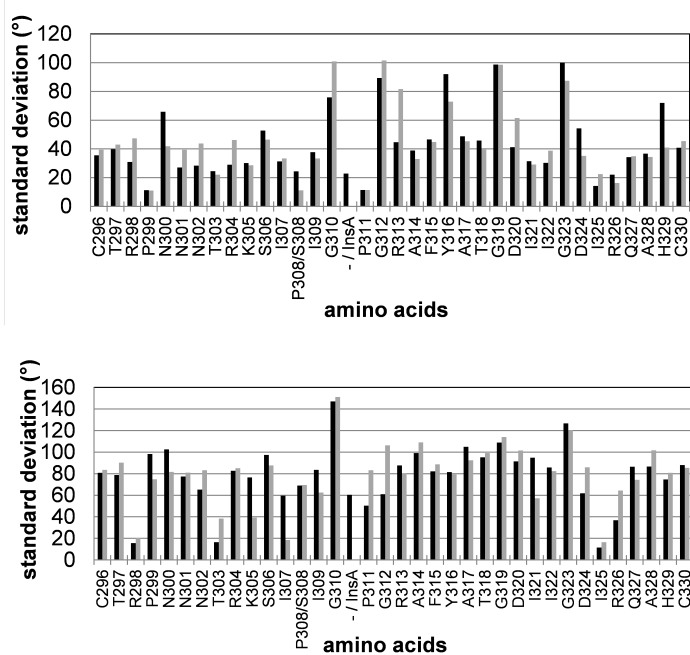 standard deviation (°)
120
100
80
60
40
20
0
C296 T297 R298 P299 N300 N301 N302 T303 R304 K305 S306 I307 P308/S308 I309 G310 - / InsA P311 G312 R313 A314 F315 Y316 A317 T318 G319 D320 I321 I322 G323 D324 I325 R326 Q327 A328 H329 C330
amino acids
standard deviation (°)
160
140
120
100
80
60
40
20
0
C296 T297 R298 P299 N300 N301 N302 T303 R304 K305 S306 I307 P308/S308 I309 G310 - / InsA P311 G312 R313 A314 F315 Y316 A317 T318 G319 D320 I321 I322 G323 D324 I325 R326 Q327 A328 H329 C330
amino acids